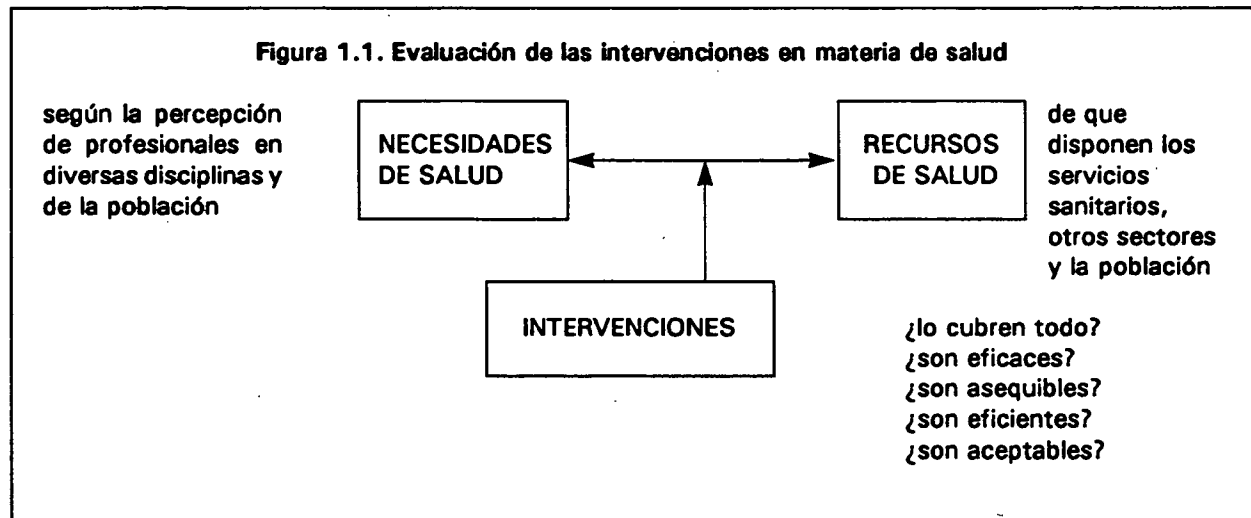 Figura 1.1. Evaluación de las intervenciones en materia de salud
según la percepción
de profesionales en
diversas disciplinas y
de la población
NECESIDADES
DE SALUD
RECURSOS
DE SALUD
de que
disponen los
servicios
sanitarios,
otros sectores
y la población
INTERVENCIONES
¿lo cubren todo?
¿son eficaces?
¿son asequibles?
¿son eficientes?
¿son aceptables?